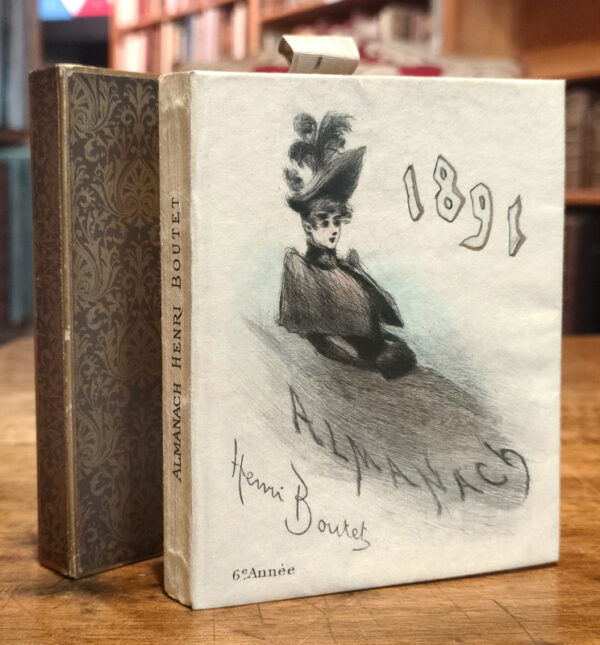 ALMANACH HENRI BOUTET
1891
ALMANACH
Henri
Boutet
6e Année